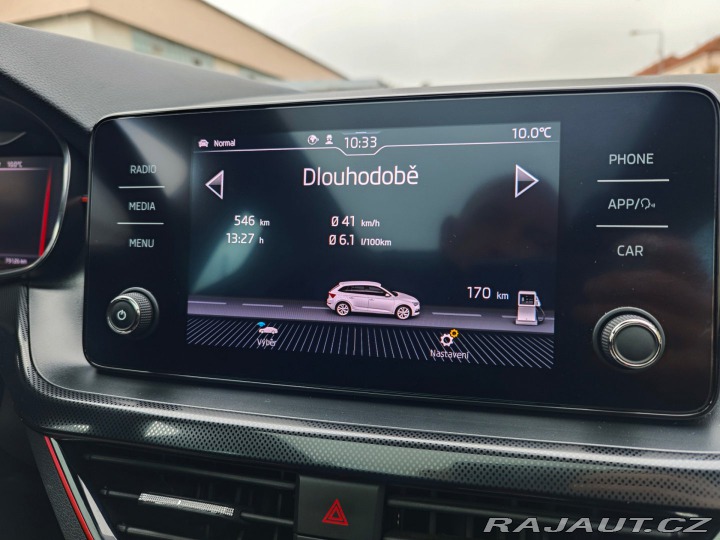 Normal 10:33 10.0°C
Dlouhodobě
546 km Ø 41 km/h
13:27 h Ø 6.1 l/100km
170 km
Výběr Nastavení
RADIO
MEDIA
MENU
PHONE
APP/
CAR
RAJAUT.CZ